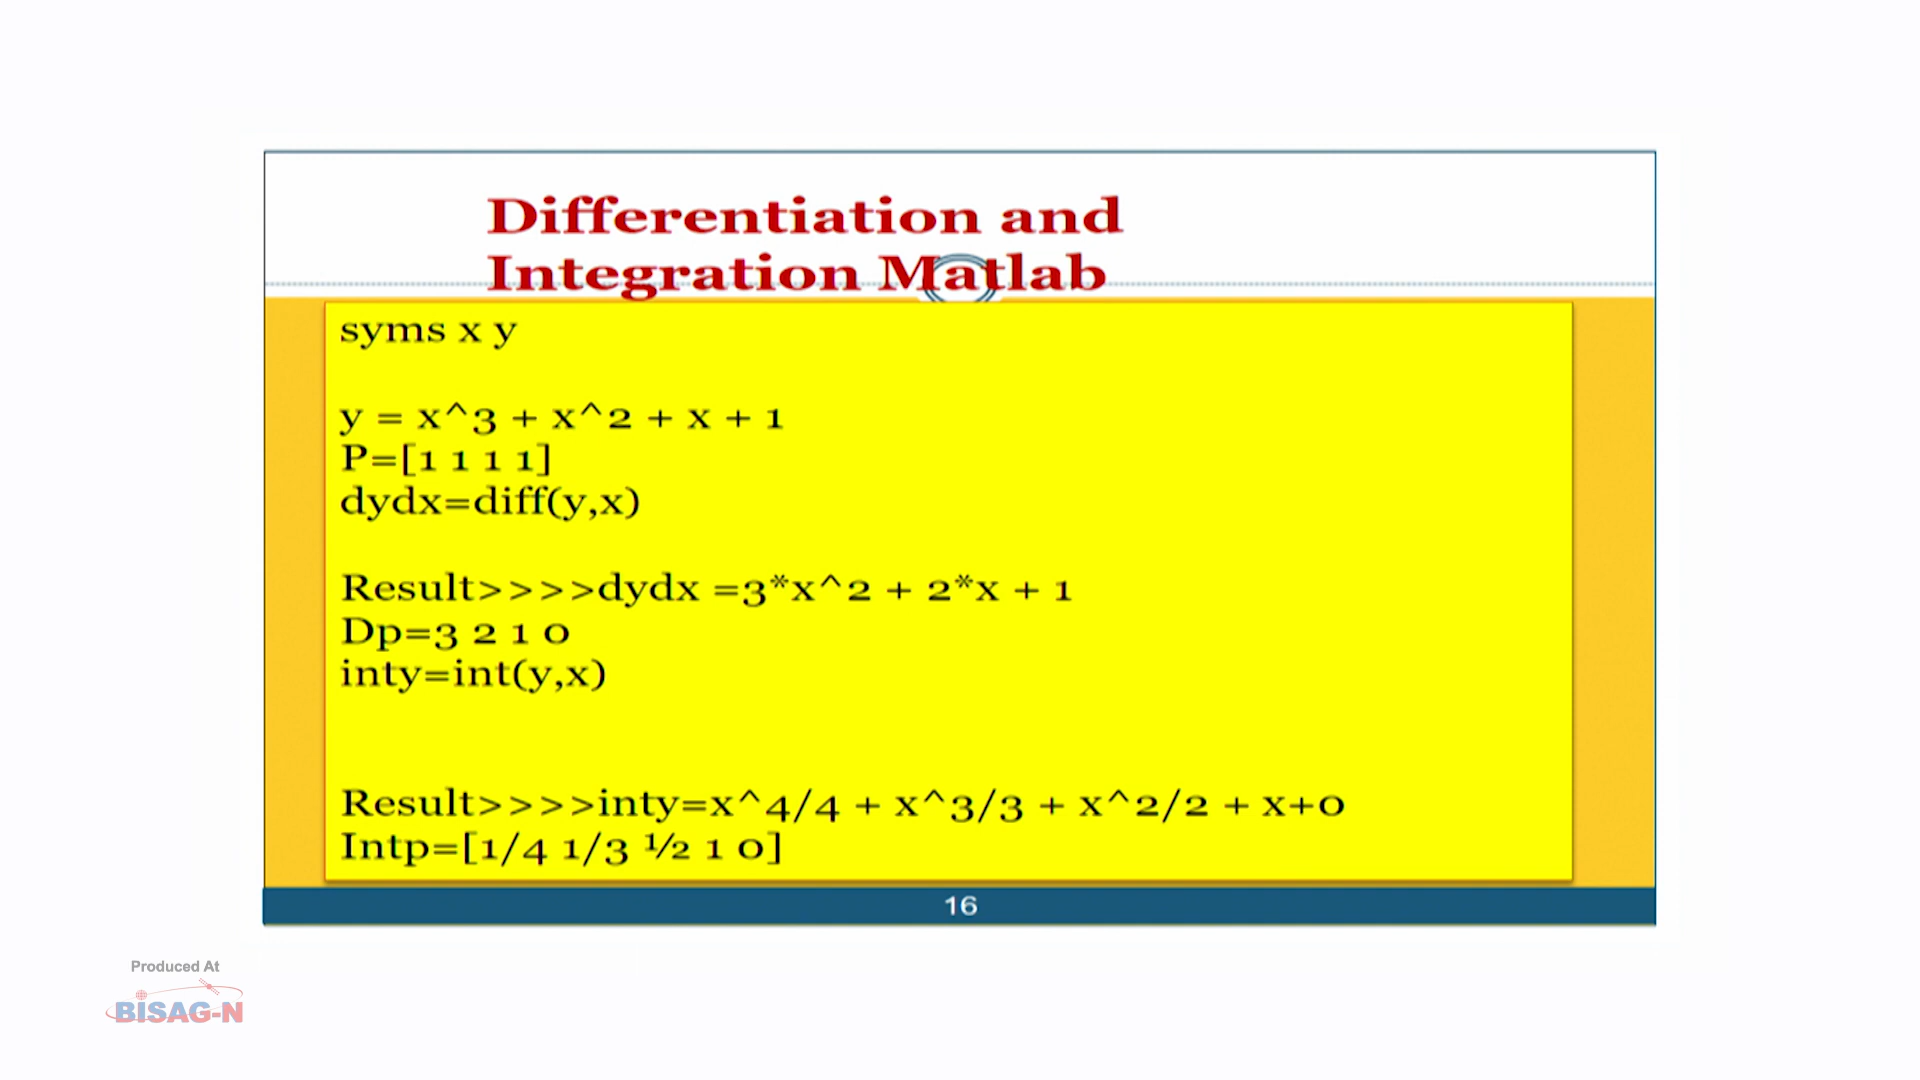 Differentiation and
Integration Matlab
syms x y
y = x^3 + x^2 + x + 1
P=[1 1 1 1]
dydx=diff(y,x)
Result>>>>dydx =3*x^2 + 2*x + 1
Dp=3 2 1 0
inty=int(y,x)
Result>>>>inty=x^4/4 + x^3/3 + x^2/2 + x+0
Intp=[1/4 1/3 ½ 1 0]
16
Produced At
BISAG-N